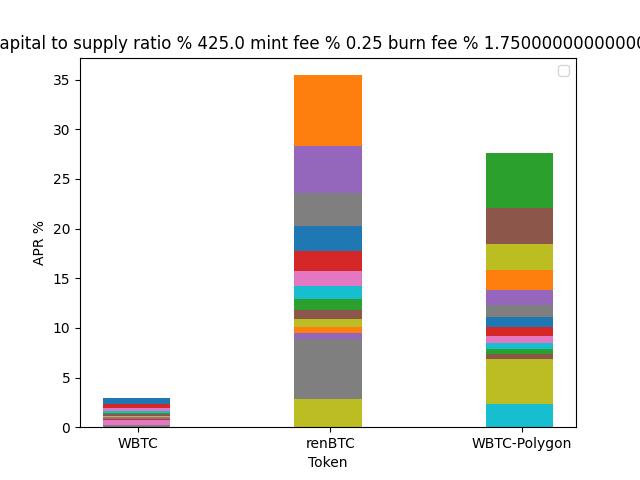 apital to supply ratio % 425.0 mint fee % 0.25 burn fee % 1.75000000000000
35
30
25
20
15
10
5
0
APR %
WBTC
renBTC
WBTC-Polygon
Token